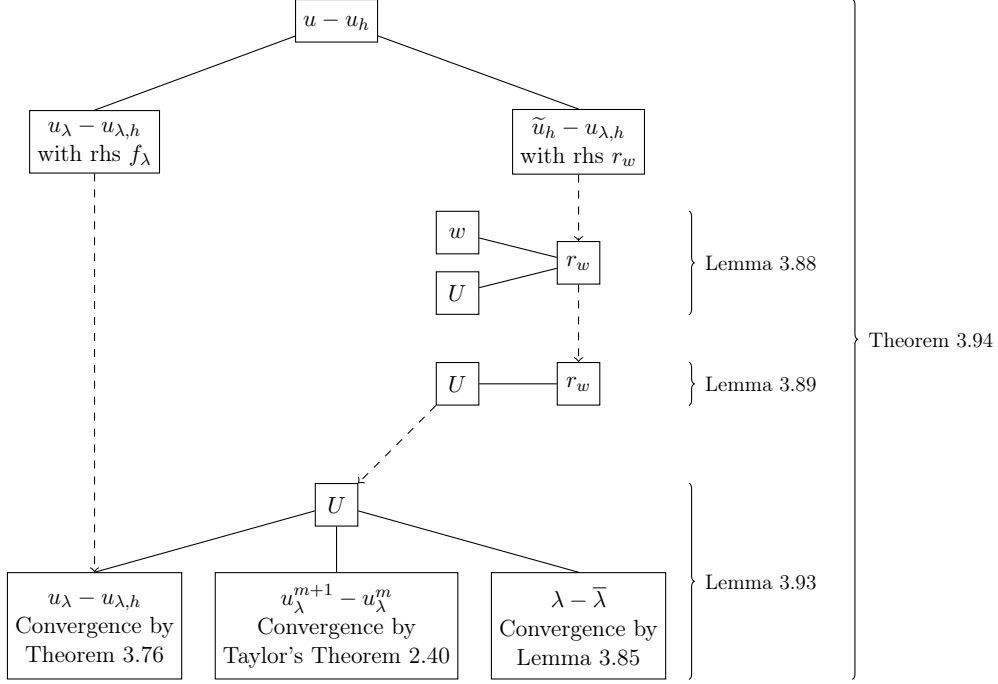 u − u_h
u_λ − u_{λ,h}
with rhs f_λ
ũ_h − u_{λ,h}
with rhs r_w
w
r_w
U
Lemma 3.88
Theorem 3.94
U
r_w
Lemma 3.89
U
u_λ − u_{λ,h}
Convergence by
Theorem 3.76
u_λ^{m+1} − u_λ^m
Convergence by
Taylor's Theorem 2.40
λ − λ̅
Convergence by
Lemma 3.85
Lemma 3.93